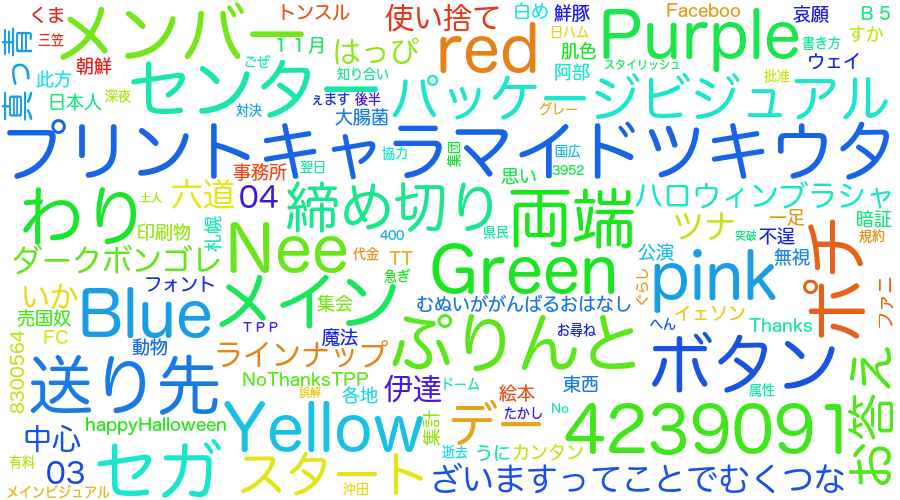 くま
メンバー
トンスル
使い捨て
白め
鮮豚
Faceboo
哀願
B5
三笠
真っ青
朝鮮
11月
はっぴ
red
日ハム
Purple
書き方
すか
此方
センター
ごぜ
知り合い
肌色
スタイリッシュ
ウェイ
阿部
批准
日本人
深夜
対決
ぇます
後半
大腸菌
パッケージビジュアル
グレー
プリントキャラマイドツキウタ
事務所
翌日
協力
集団
国広
3952
わり
土人
六道
04
締め切り
思い
両端
ハロウィンブラシャ
印刷物
札幌
400
県民
ツナ
一足
暗証
ダークボンゴレ
Nee
代金
TT
Green
公演
突破
不逞
規約
無視
ポチ
いか
フォント
メイン
急ぎ
pink
ぐらし
ファニ
売国奴
Blue
集会
むぬいががんばるおはなし
イェソン
FC
TPP
魔法
ぷりんと
お尋ね
へん
Thanks
8300564
動物
ラインナップ
ボタン
お答え
送り先
NoThanksTPP
各地
伊達
ドーム
東西
属性
誤解
絵本
happyHalloween
Yellow
集計
デー
たかし
No
4239091
中心
有料
03
セガ
スタート
逝去
うに
カンタン
メインビジュアル
沖田
ざいますってことでむくつな